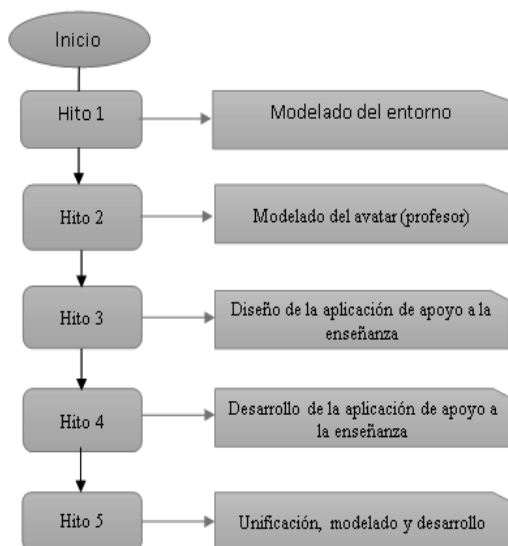 Inicio
Hito 1
Modelado del entorno
Hito 2
Modelado del avatar (profesor)
Hito 3
Diseño de la aplicación de apoyo a la
enseñanza
Hito 4
Desarrollo de la aplicación de apoyo a
la enseñanza
Hito 5
Unificación, modelado y desarrollo